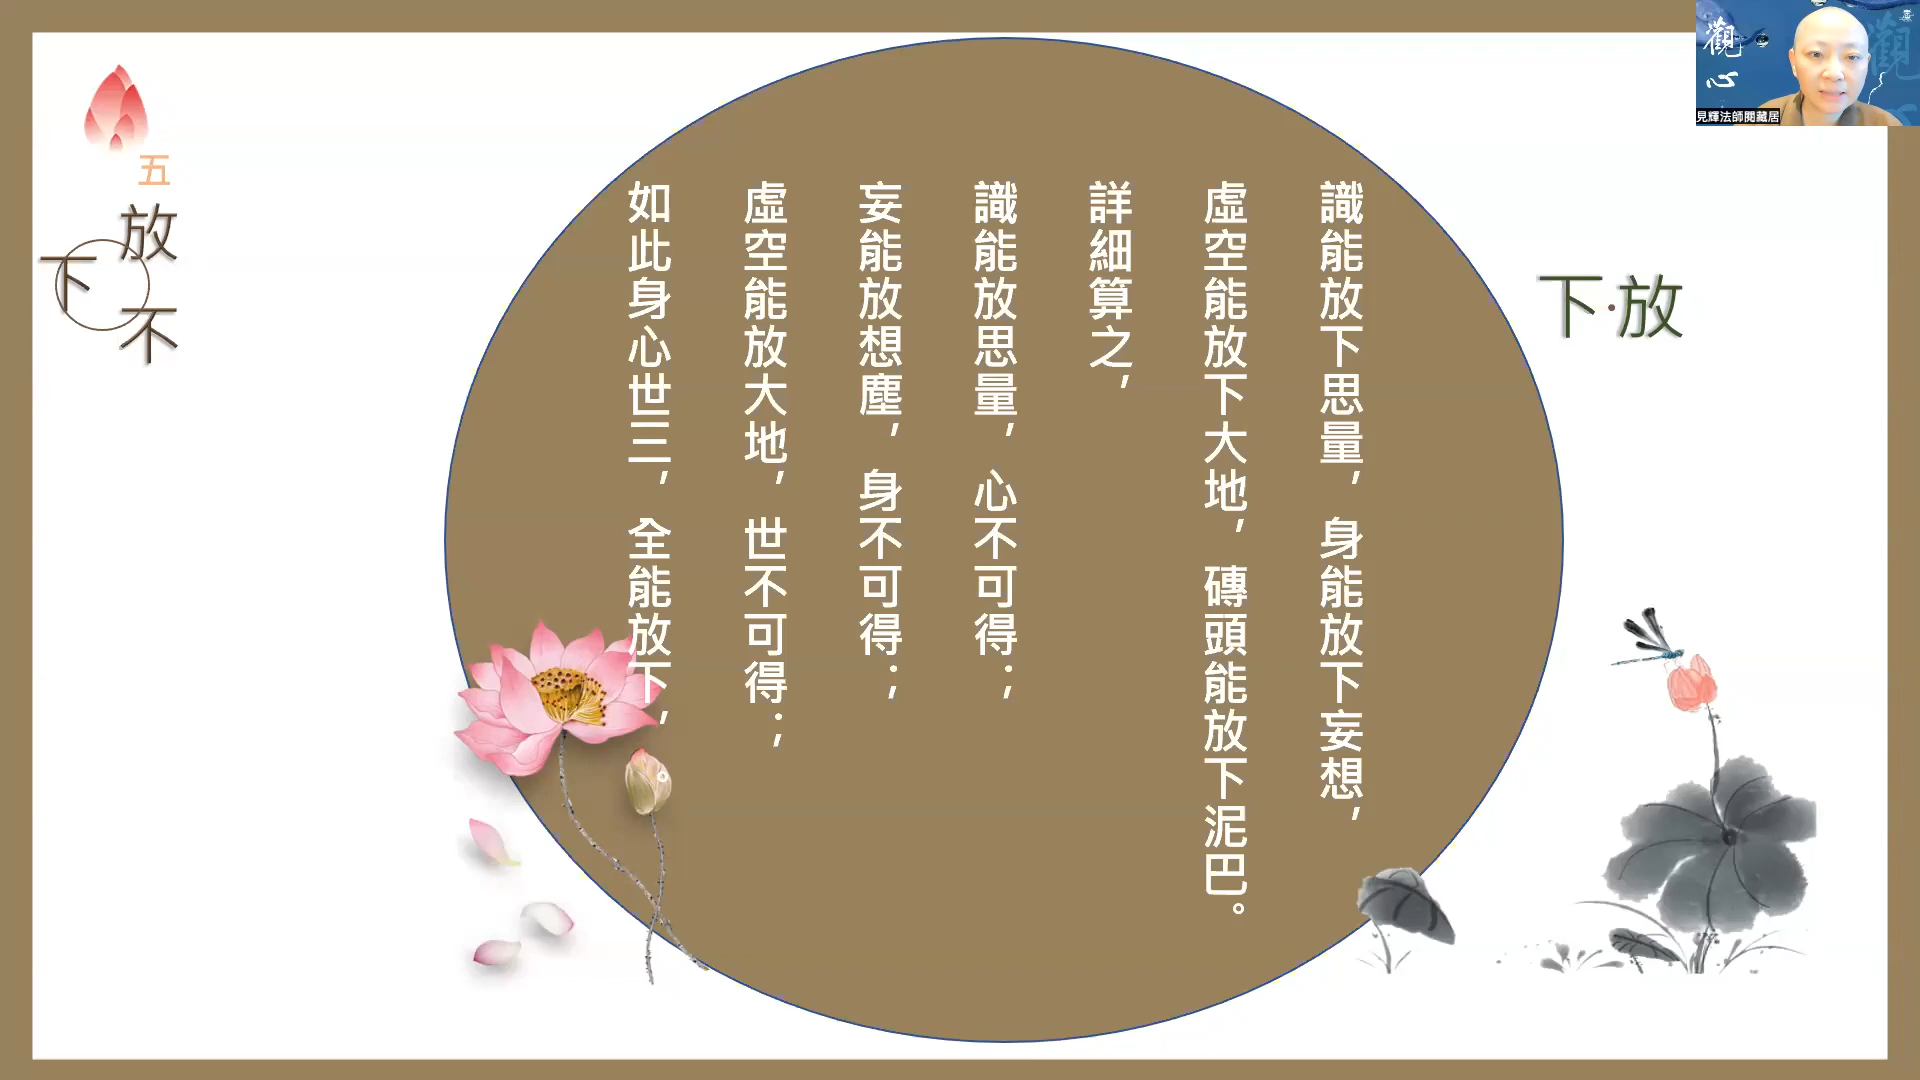 放·下
識能放下思量，身能放下妄想，
虛空能放下大地，磚頭能放下泥巴。
詳細算之，
識能放思量，心不可得；
妄能放想塵，身不可得；
虛空能放大地，世不可得；
如此身心世三，全能放下，。
五
放不下
觀心
見輝法師閱藏居